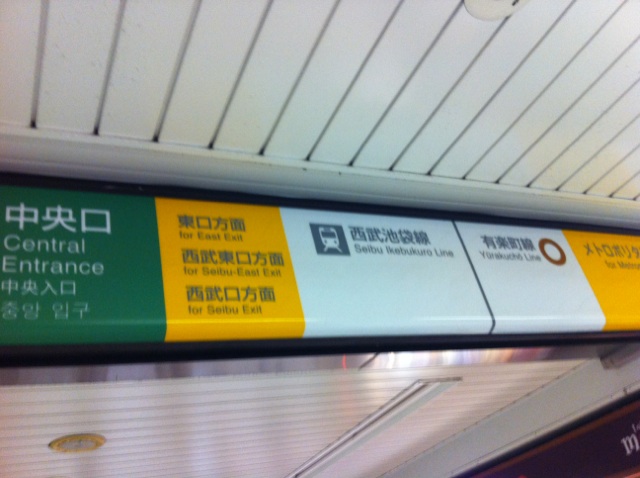 中央口
Central
Entrance
中央入口
중앙 입구
東口方面
for East Exit
西武東口方面
for Seibu-East Exit
西武口方面
for Seibu Exit
西武池袋線
Seibu Ikebukuro Line
有楽町線
Yūrakuchō Line
メトロポリタ
for Metro